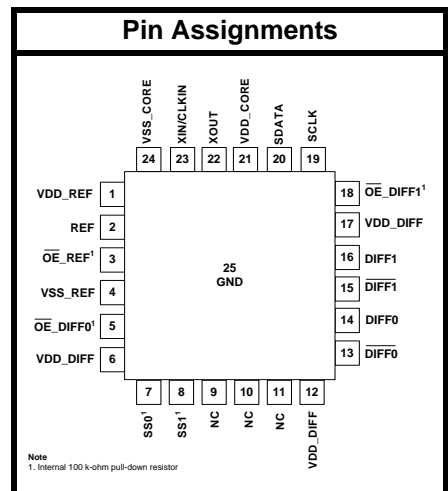 Pin Assignments
VSS_CORE
XIN/CLKIN
XOUT
VDD_CORE
SDATA
SCLK
24 23 22 21 20 19
VDD_REF 1
REF 2
OE_REF¹ 3
VSS_REF 4
OE_DIFF0¹ 5
VDD_DIFF 6
25
GND
18 OE_DIFF1¹
17 VDD_DIFF
16 DIFF1
15 DIFF1
14 DIFF0
13 DIFF0
7 8 9 10 11 12
SS0¹
SS1¹
NC
NC
NC
VDD_DIFF
Note
1. Internal 100 k-ohm pull-down resistor